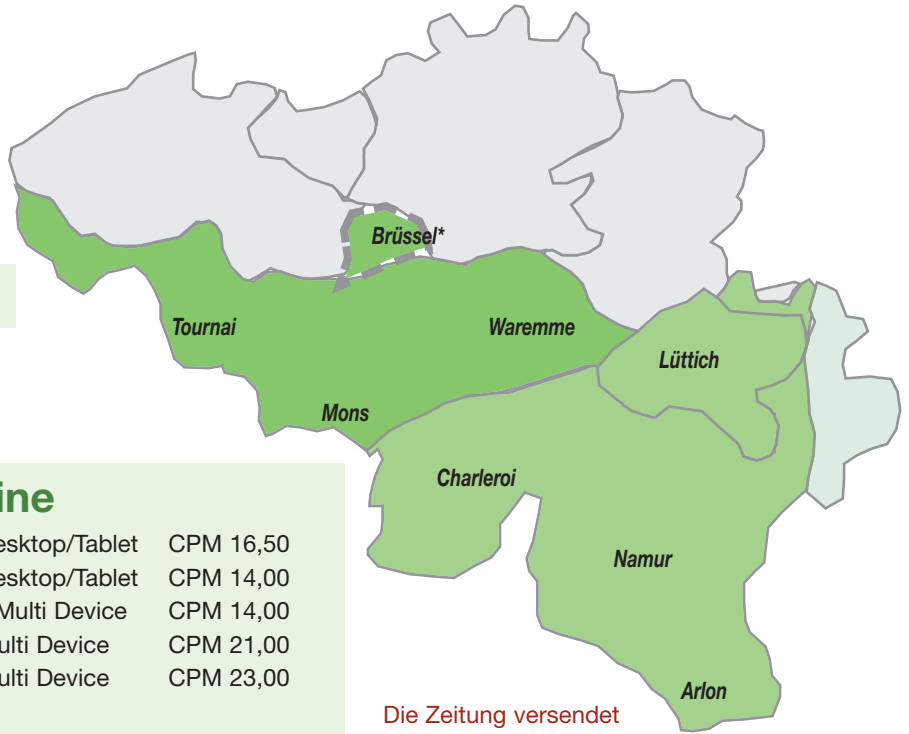 Brüssel*
Tournai
Waremme
Lüttich
Mons
Charleroi
Namur
Arlon
ine
esktop/Tablet CPM 16,50
esktop/Tablet CPM 14,00
Multi Device CPM 14,00
ulti Device CPM 21,00
ulti Device CPM 23,00
Die Zeitung versendet